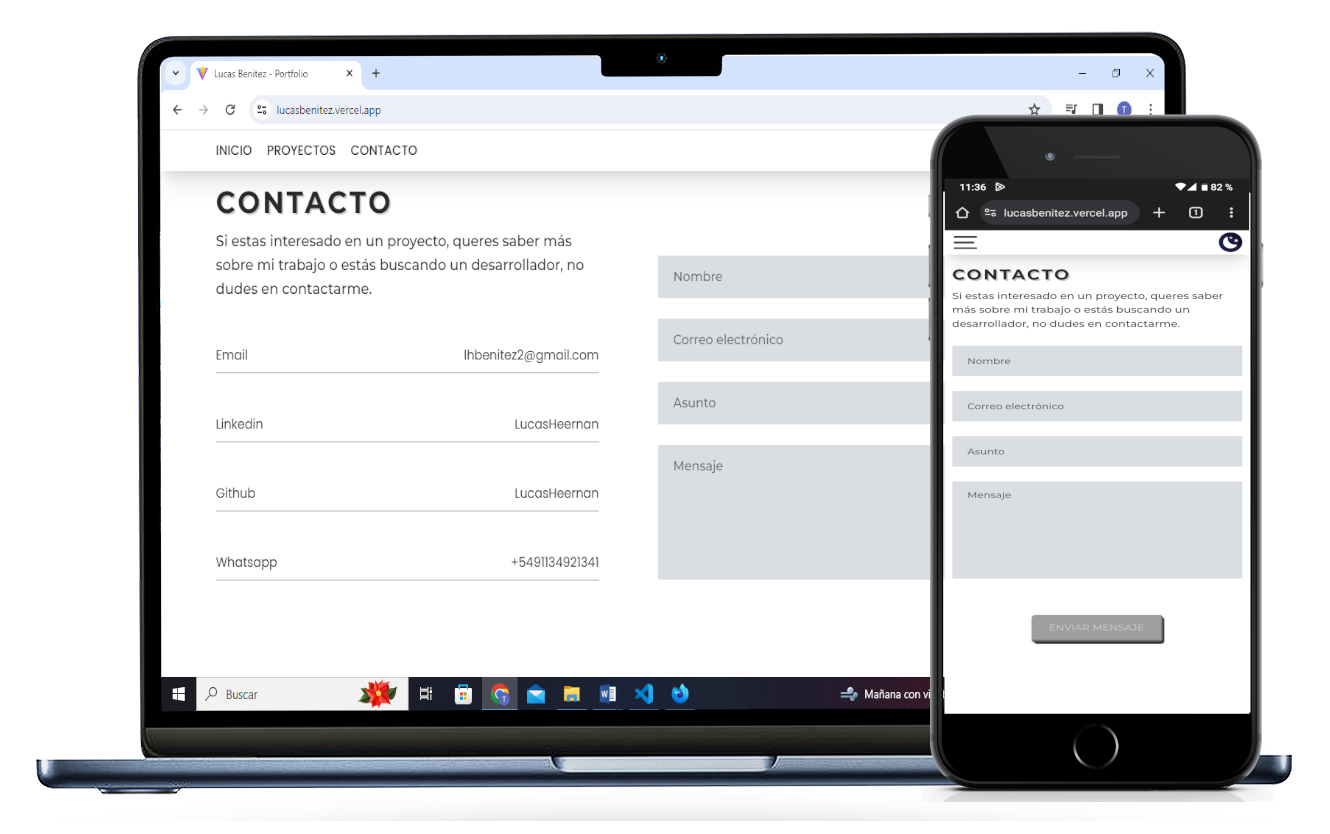 Lucas Benitez - Portfolio
lucasbenitez.vercel.app
T
INICIO PROYECTOS CONTACTO
CONTACTO
Si estas interesado en un proyecto, queres saber más
sobre mi trabajo o estás buscando un desarrollador, no
dudes en contactarme.
Email lhbenitez2@gmail.com
Linkedin LucasHeernan
Github LucasHeernan
Whatsapp +5491134921341
Nombre
Correo electrónico
Asunto
Mensaje
Buscar
Mañana con
11:36 82 %
lucasbenitez.vercel.app 1
CONTACTO
Si estas interesado en un proyecto, queres saber
más sobre mi trabajo o estás buscando un
desarrollador, no dudes en contactarme.
Nombre
Correo electrónico
Asunto
Mensaje
ENVIAR MENSAJE